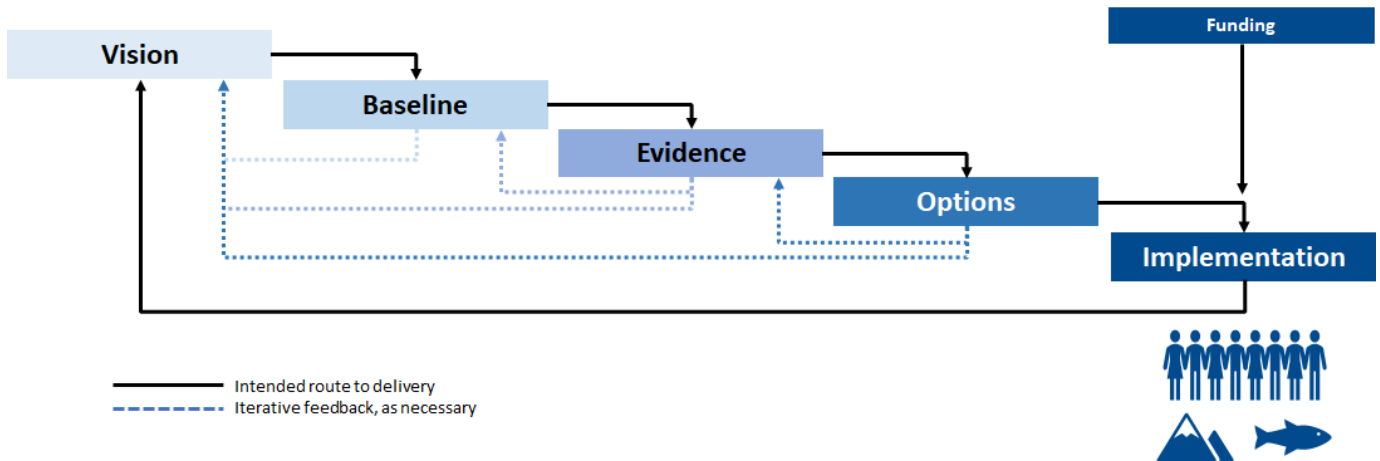 Funding
Vision
Baseline
Evidence
Options
Implementation
Intended route to delivery
Iterative feedback, as necessary